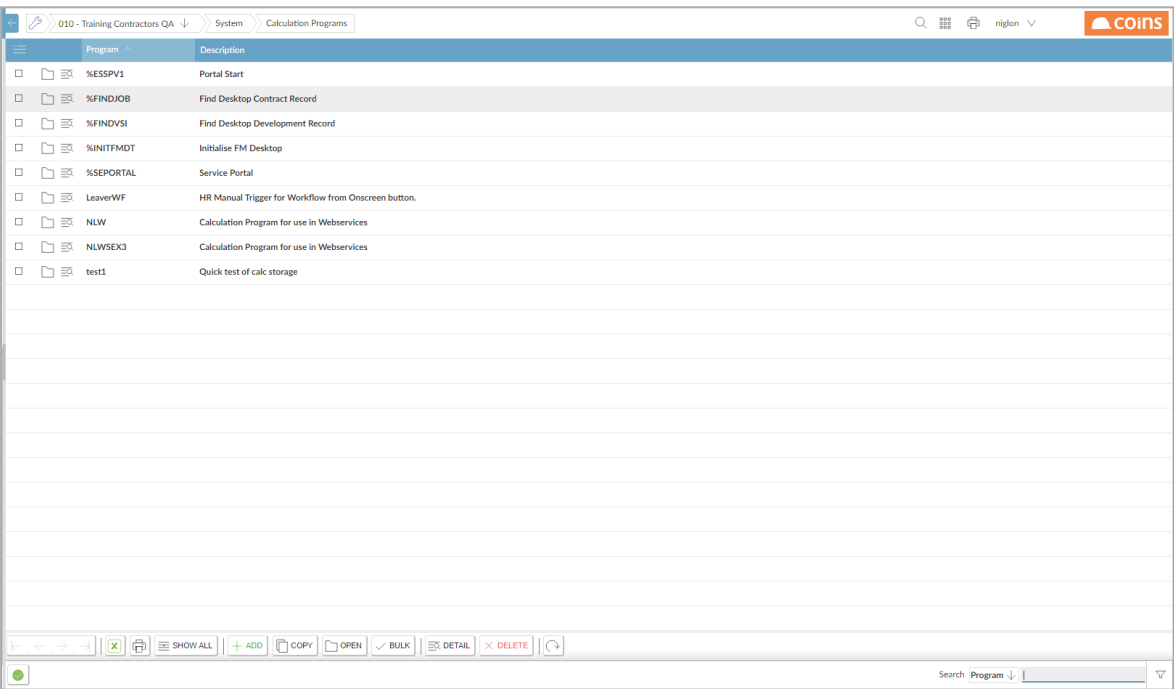 010 - Training Contractors QA System Calculation Programs niglon coins
Program Description
%ESSPV1 Portal Start
%FINDJOB Find Desktop Contract Record
%FINDVSI Find Desktop Development Record
%INITFMDT Initialise FM Desktop
%SEPORTAL Service Portal
LeaverWF HR Manual Trigger for Workflow from Onscreen button.
NLW Calculation Program for use in Webservices
NLWSEX3 Calculation Program for use in Webservices
test1 Quick test of calc storage
X SHOW ALL ADD COPY OPEN BULK DETAIL DELETE
Search Program